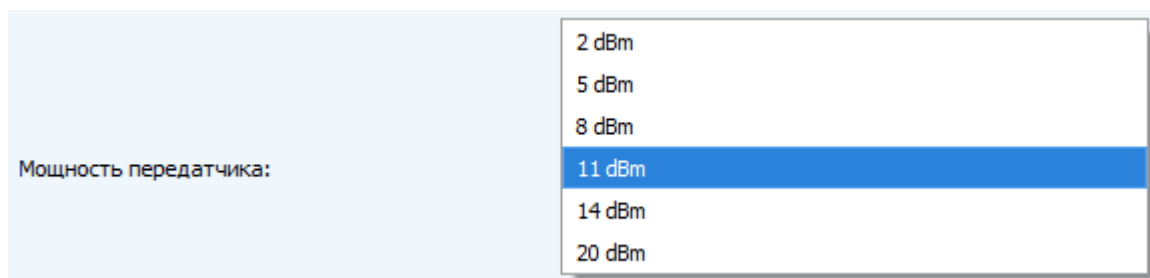 2 dBm
5 dBm
8 dBm
Мощность передатчика:
11 dBm
14 dBm
20 dBm